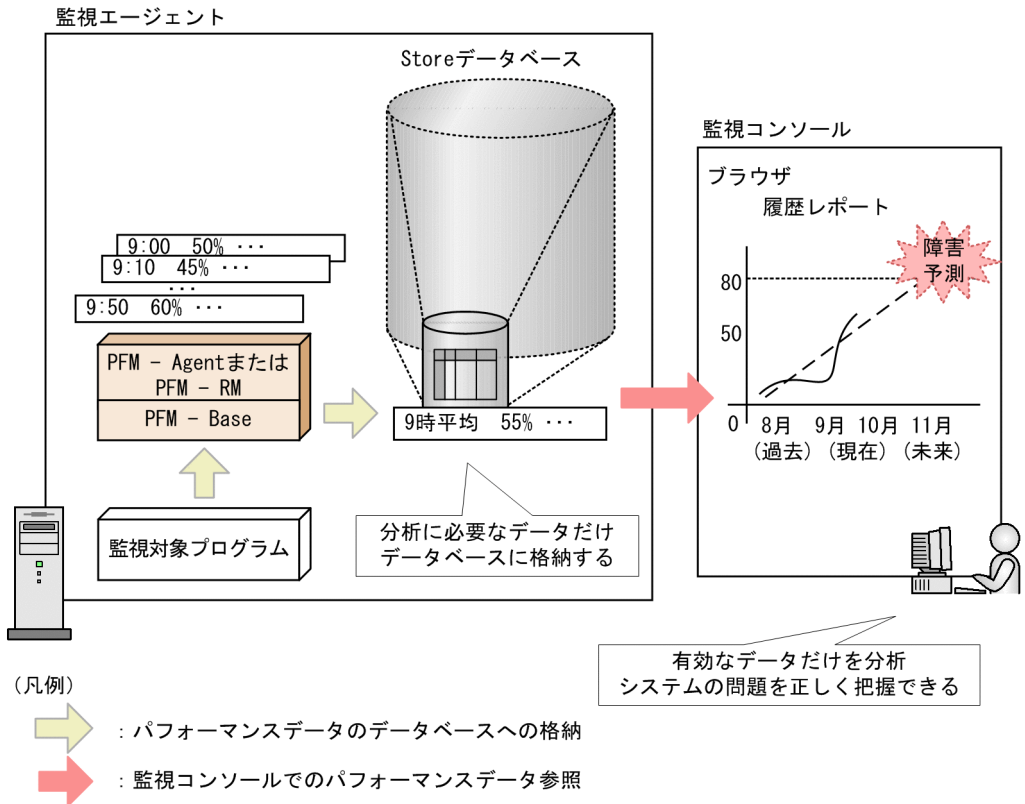 監視エージェント
Storeデータベース
監視コンソール
ブラウザ
履歴レポート
障害
予測
80
50
0
8月 9月 10月 11月
(過去) (現在) (未来)
9:00 50% ···
9:10 45% ···
···
9:50 60% ···
PFM - Agentまたは
PFM - RM
PFM - Base
9時平均 55% ···
監視対象プログラム
分析に必要なデータだけ
データベースに格納する
有効なデータだけを分析
システムの問題を正しく把握できる
(凡例)
：パフォーマンスデータのデータベースへの格納
：監視コンソールでのパフォーマンスデータ参照